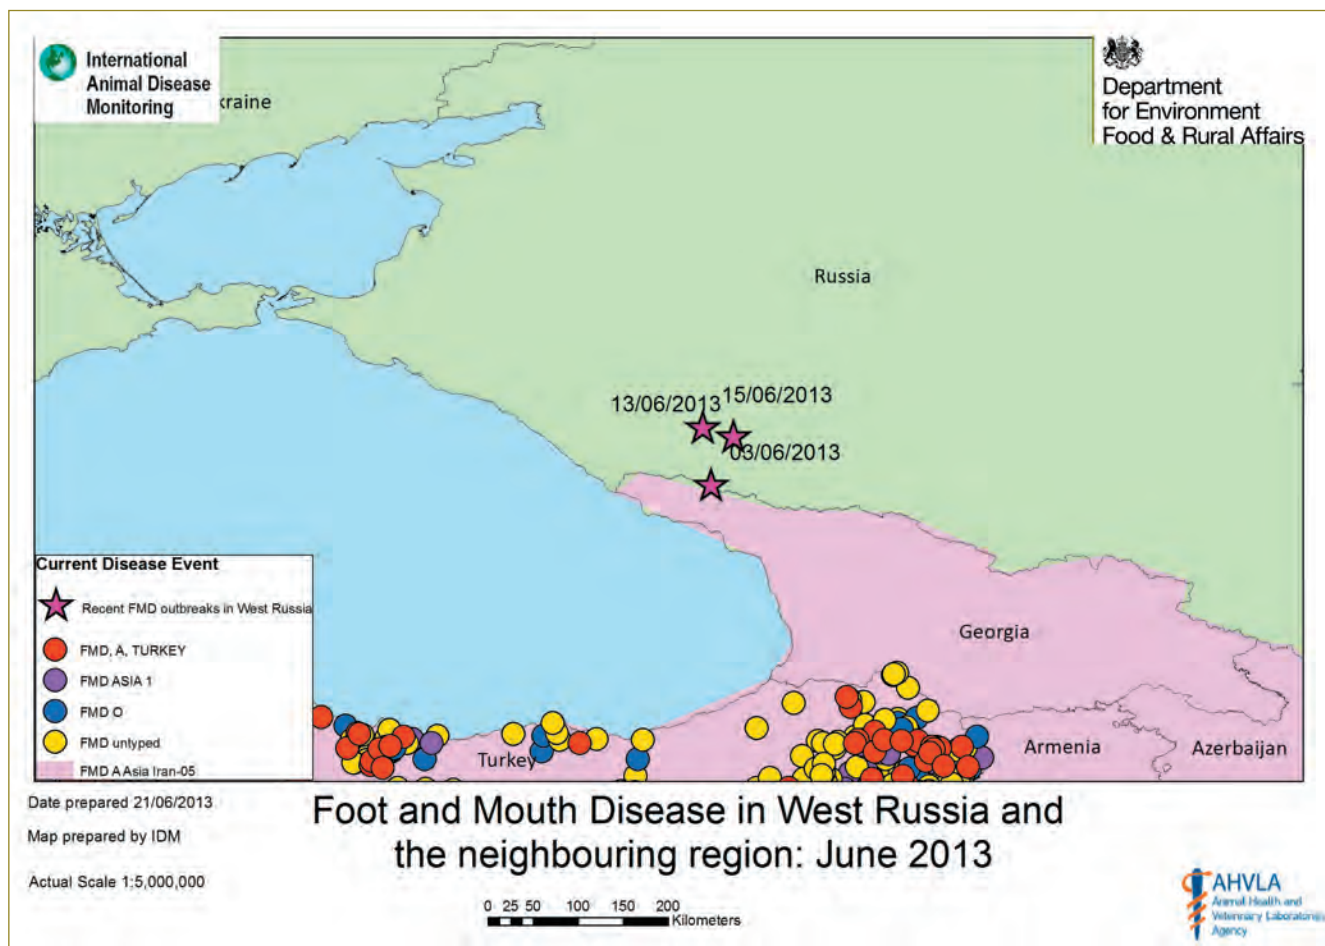 International
Animal Disease
Monitoring
kraine
Department
for Environment
Food & Rural Affairs
Russia
13/06/2013
15/06/2013
03/06/2013
Georgia
Turkey
Armenia
Azerbaijan
Current Disease Event
Recent FMD outbreaks in West Russia
FMD, A, TURKEY
FMD ASIA 1
FMD O
FMD untyped
FMD A Asia Iran-05
Date prepared 21/06/2013
Map prepared by IDM
Actual Scale 1:5,000,000
Foot and Mouth Disease in West Russia and
the neighbouring region: June 2013
0 25 50 100 150 200
Kilometers
AHVLA
Animal Health and
Veterinary Laboratories
Agency